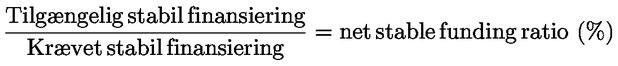 Tilgængelig stabil finansiering
Krævet stabil finansiering = net stable funding ratio (%)